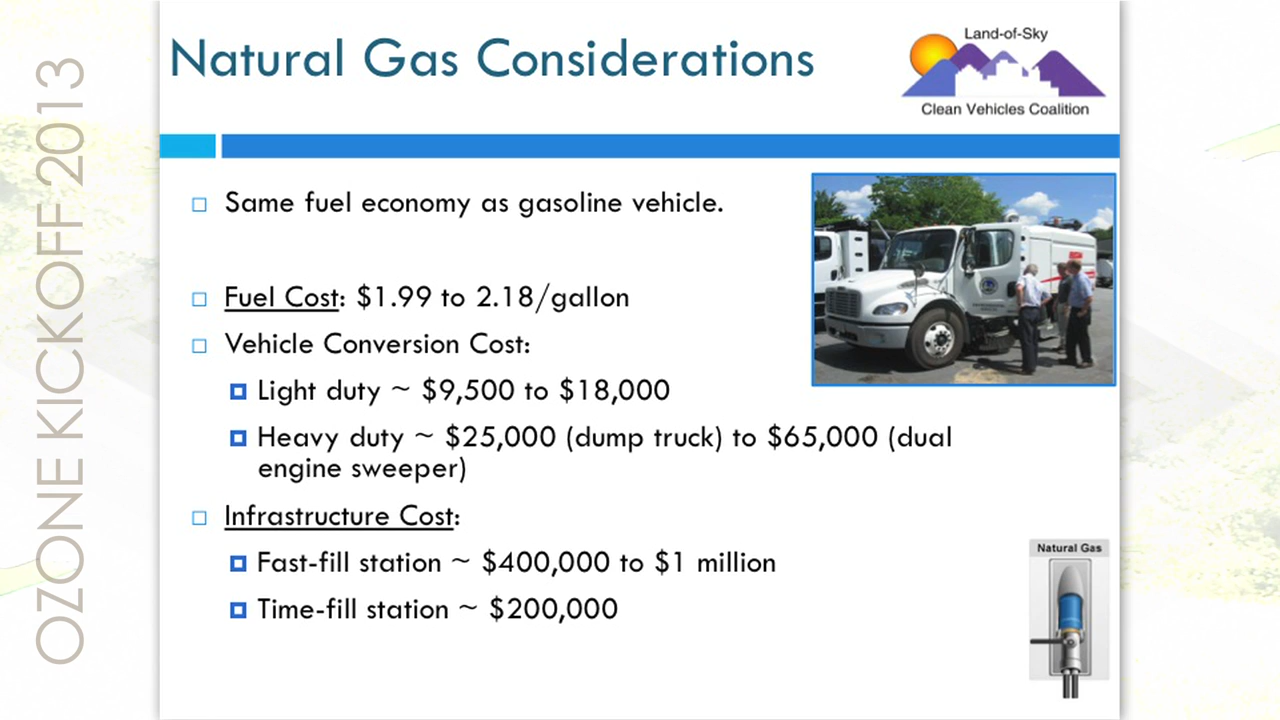 OZONE KICKOFF 2013
Natural Gas Considerations
Land-of-Sky
Clean Vehicles Coalition
Same fuel economy as gasoline vehicle.
Fuel Cost: $1.99 to 2.18/gallon
Vehicle Conversion Cost:
Light duty ~ $9,500 to $18,000
Heavy duty ~ $25,000 (dump truck) to $65,000 (dual
engine sweeper)
Infrastructure Cost:
Fast-fill station ~ $400,000 to $1 million
Time-fill station ~ $200,000
Natural Gas